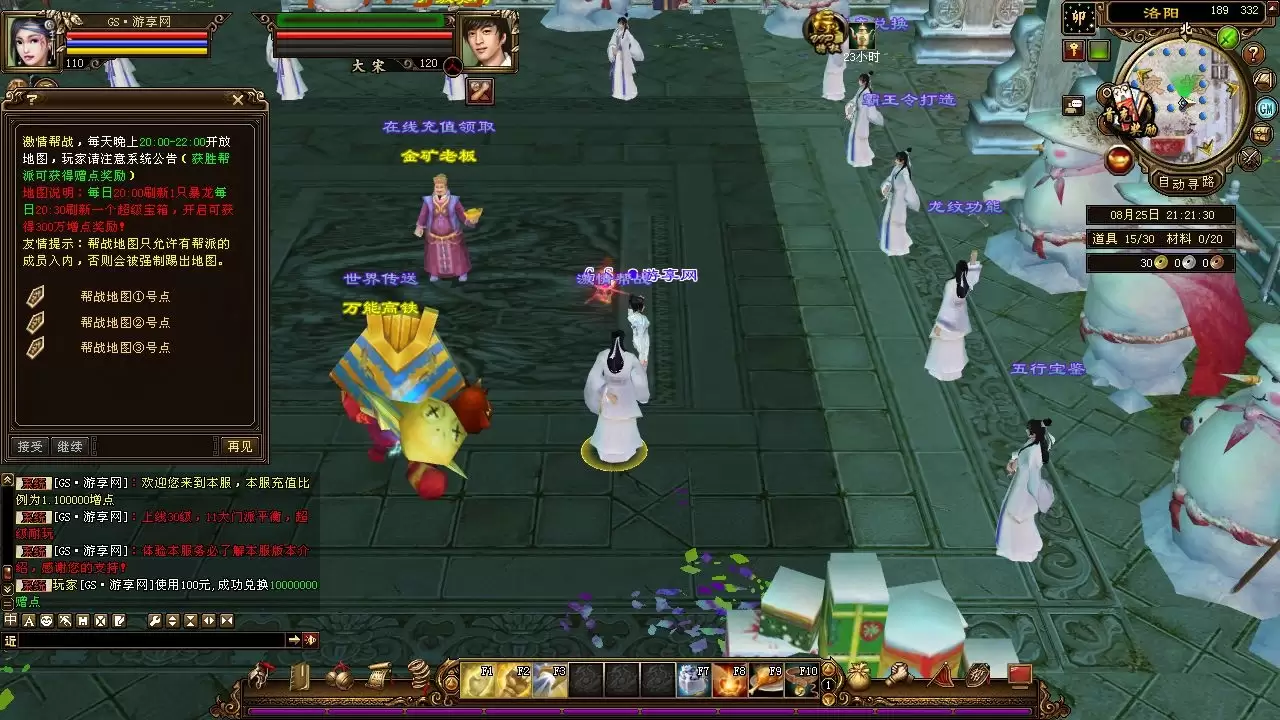 GS·游享网
110
大宋
120
23小时
洛阳
189 332
北
自动寻路
08月25日 21:21:30
道具 15/30 材料 0/20
30 0 0
?
激情帮战，每天晚上20:00-22:00开放
地图，玩家请注意系统公告（获胜帮
派可获得赠点奖励）
地图说明：每日20:00刷新1只暴龙每
日20:30刷新一个超级宝箱，开启可获
得300万增点奖励！
友情提示：帮战地图只允许有帮派的
成员入内，否则会被强制踢出地图。
帮战地图①号点
帮战地图②号点
帮战地图③号点
接受
继续
再见
在线充值领取
金矿老板
世界传送
万能高铁
游享网
霸王令打造
龙纹功能
五行宝鉴
系统[GS·游享网]：欢迎您来到本服，本服充值比
例为1.100000增点
系统[GS·游享网]：上线30级，11大门派平衡，超
级耐玩
系统[GS·游享网]：体验本服务必了解本服版本介
绍，感谢您的支持！
系统玩家[GS·游享网]使用100元,成功兑换10000000
赠点
近
F1
F2
F3
F7
F8
F9
F10
1
GM